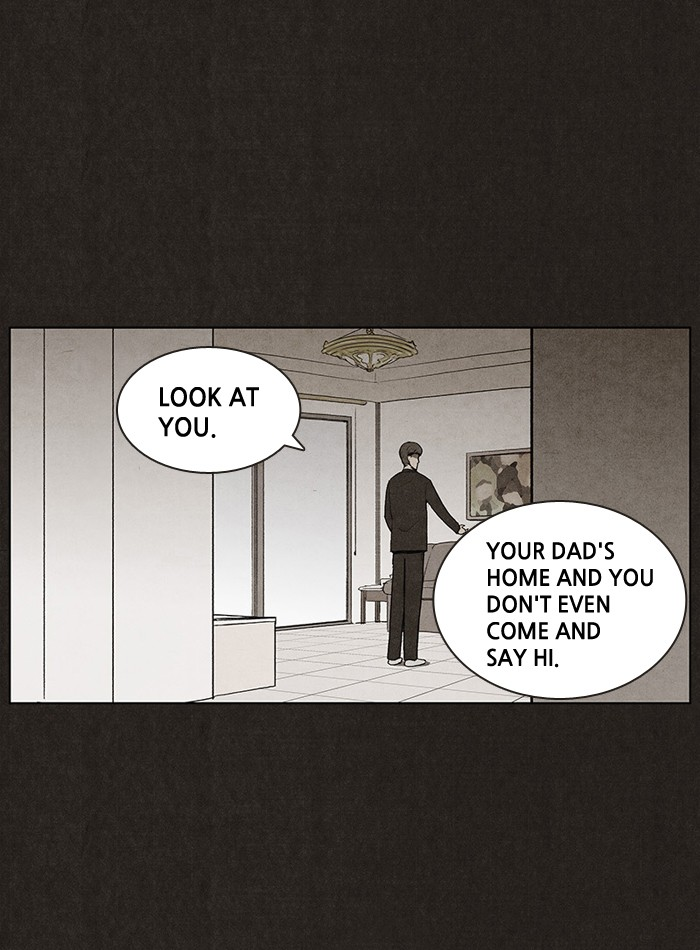 LOOK AT
YOU.
YOUR DAD'S
HOME AND YOU
DON'T EVEN
COME AND
SAY HI.